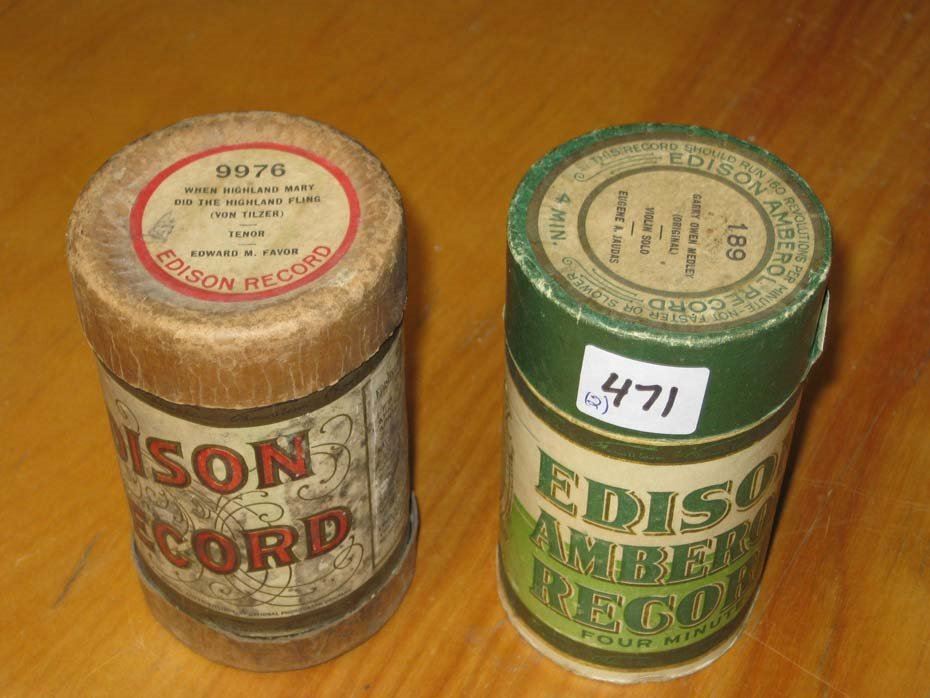 9976
WHEN HIGHLAND MARY
DID THE HIGHLAND FLING
(VON TILZER)
TENOR
EDWARD M. FAVOR
EDISON RECORD
DISON
ECORD
THIS RECORD SHOULD RUN 160 REVOLUTIONS PER MINUTE-NOT FASTER OR SLOWER
EDISON AMBEROL RECORD
4 MIN.
189
GARRY OWEN MEDLEY
(ORIGINAL)
VIOLIN SOLO
EUGENE A. JAUDAS
471
(2)
EDISO
AMBERO
RECOR
FOUR MINUT